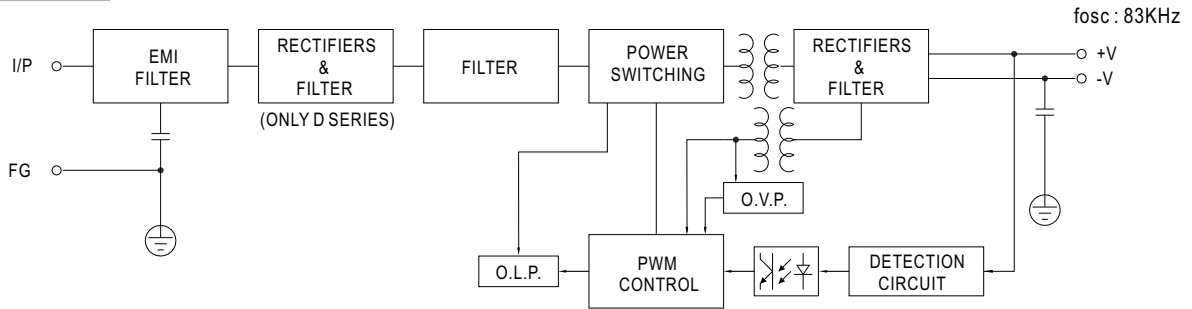 fosc : 83KHz
I/P
EMI
FILTER
RECTIFIERS
&
FILTER
(ONLY D SERIES)
FILTER
POWER
SWITCHING
RECTIFIERS
&
FILTER
+V
-V
FG
O.V.P.
O.L.P.
PWM
CONTROL
DETECTION
CIRCUIT